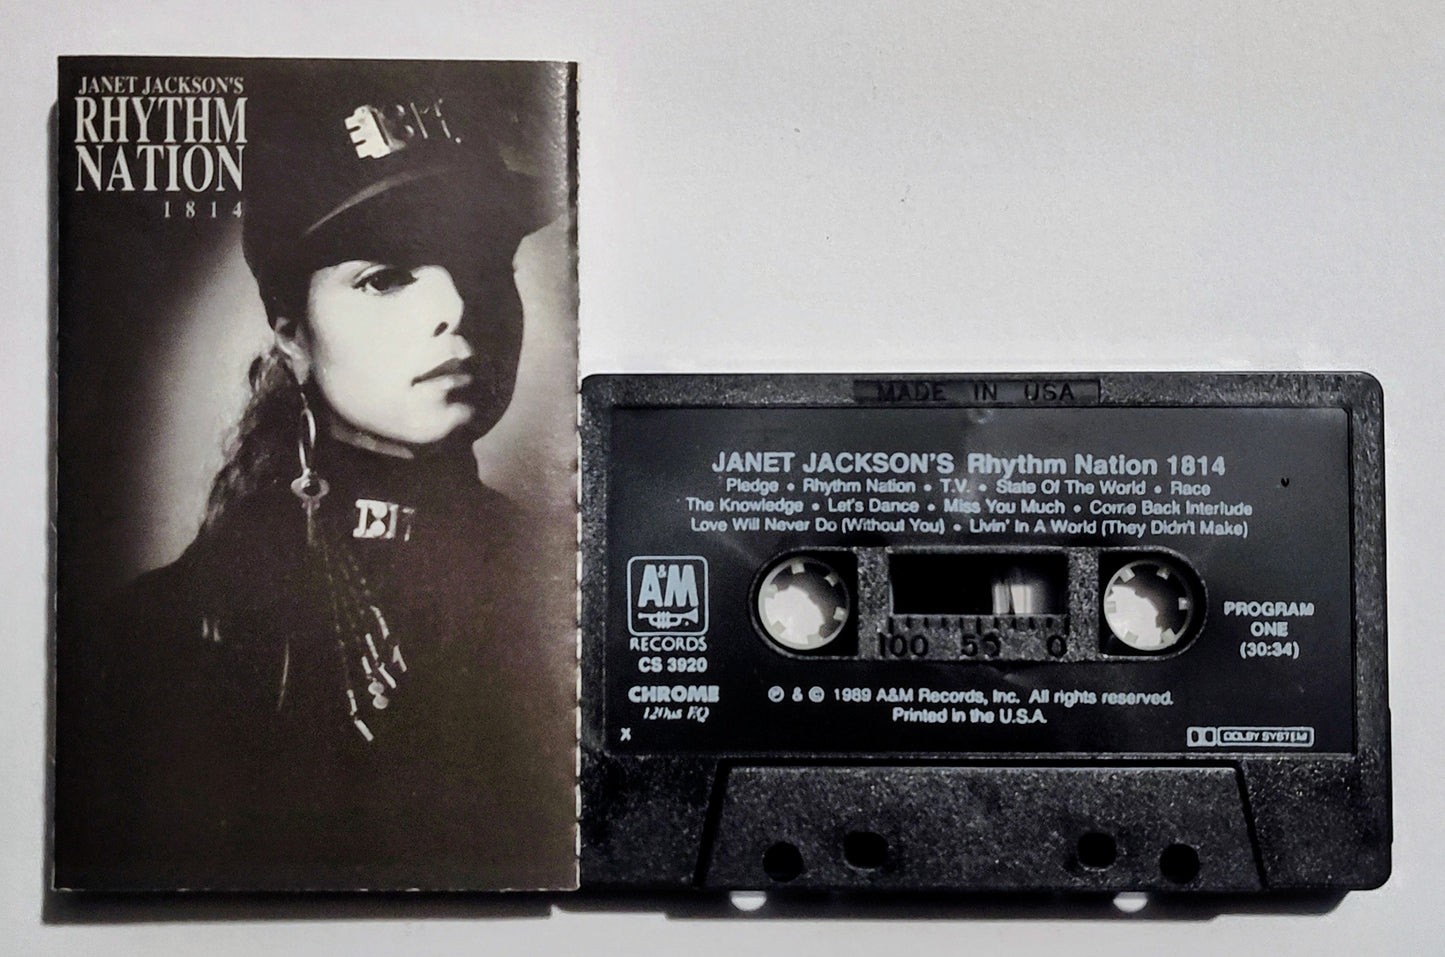 JANET JACKSON'S
RHYTHM
NATION
1814
MADE IN USA
JANET JACKSON'S Rhythm Nation 1814
Pledge • Rhythm Nation • T.V. • State Of The World • Race
The Knowledge • Let's Dance • Miss You Much • Come Back Interlude
Love Will Never Do (Without You) • Livin' In A World (They Didn't Make)
A&M
RECORDS
CS 3920
CHROME
120µs EQ
X
100 50 0
PROGRAM
ONE
(30:34)
℗ & © 1989 A&M Records, Inc. All rights reserved.
Printed in the U.S.A.
DOLBY SYSTEM